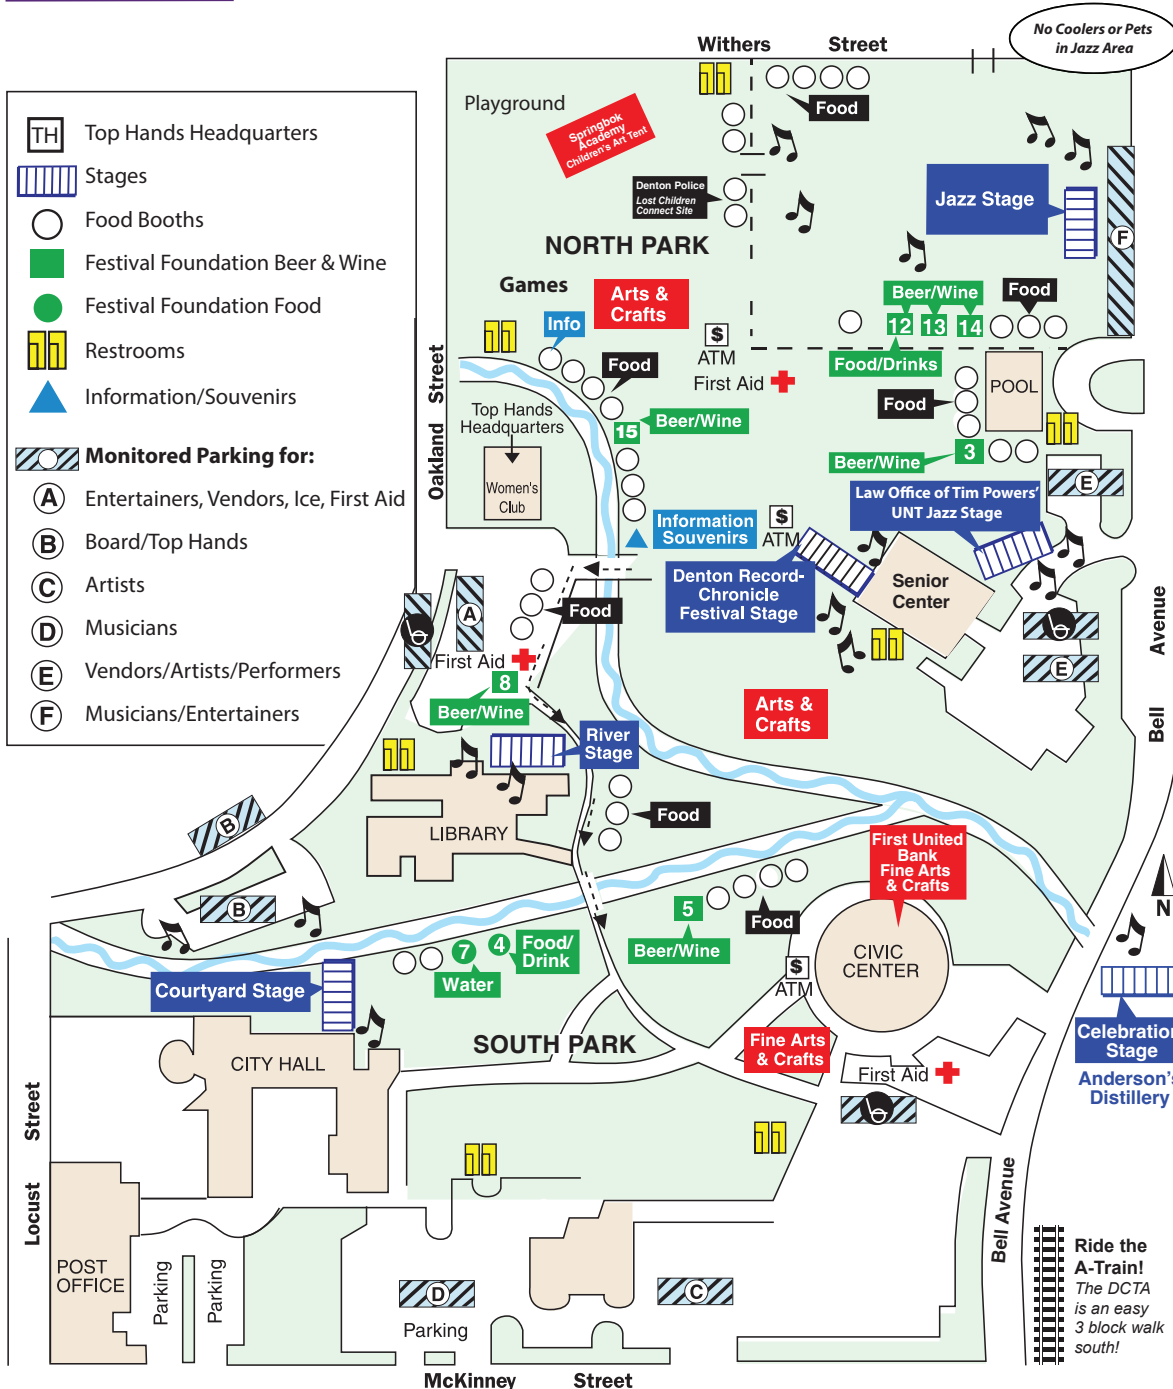 No Coolers or Pets
in Jazz Area
Withers Street
TH Top Hands Headquarters
Stages
Food Booths
Festival Foundation Beer & Wine
Festival Foundation Food
Restrooms
Information/Souvenirs
Monitored Parking for:
A Entertainers, Vendors, Ice, First Aid
B Board/Top Hands
C Artists
D Musicians
E Vendors/Artists/Performers
F Musicians/Entertainers
Playground
Springbok
Academy
Children's Art Tent
Food
Denton Police
Lost Children
Connect Site
Jazz Stage
F
NORTH PARK
Games
Arts &
Crafts
Info
Food
$
ATM
First Aid
Beer/Wine
12 13 14
Food/Drinks
Food
POOL
Food
3
Beer/Wine
E
Oakland Street
Top Hands
Headquarters
Women's
Club
15
Beer/Wine
Information
Souvenirs
$
ATM
Law Office of Tim Powers'
UNT Jazz Stage
Denton Record-
Chronicle
Festival Stage
Senior
Center
E
Bell Avenue
A
Food
First Aid
8
Beer/Wine
River
Stage
Arts &
Crafts
LIBRARY
Food
B
B
First United
Bank
Fine Arts
& Crafts
5
Beer/Wine
Food
CIVIC
CENTER
$
ATM
N
7
Water
4
Food/
Drink
Courtyard Stage
CITY HALL
SOUTH PARK
Fine Arts
& Crafts
First Aid
Celebration
Stage
Anderson's
Distillery
Locust Street
POST
OFFICE
Parking
Parking
D
Parking
C
Bell Avenue
Ride the
A-Train!
The DCTA
is an easy
3 block walk
south!
McKinney Street